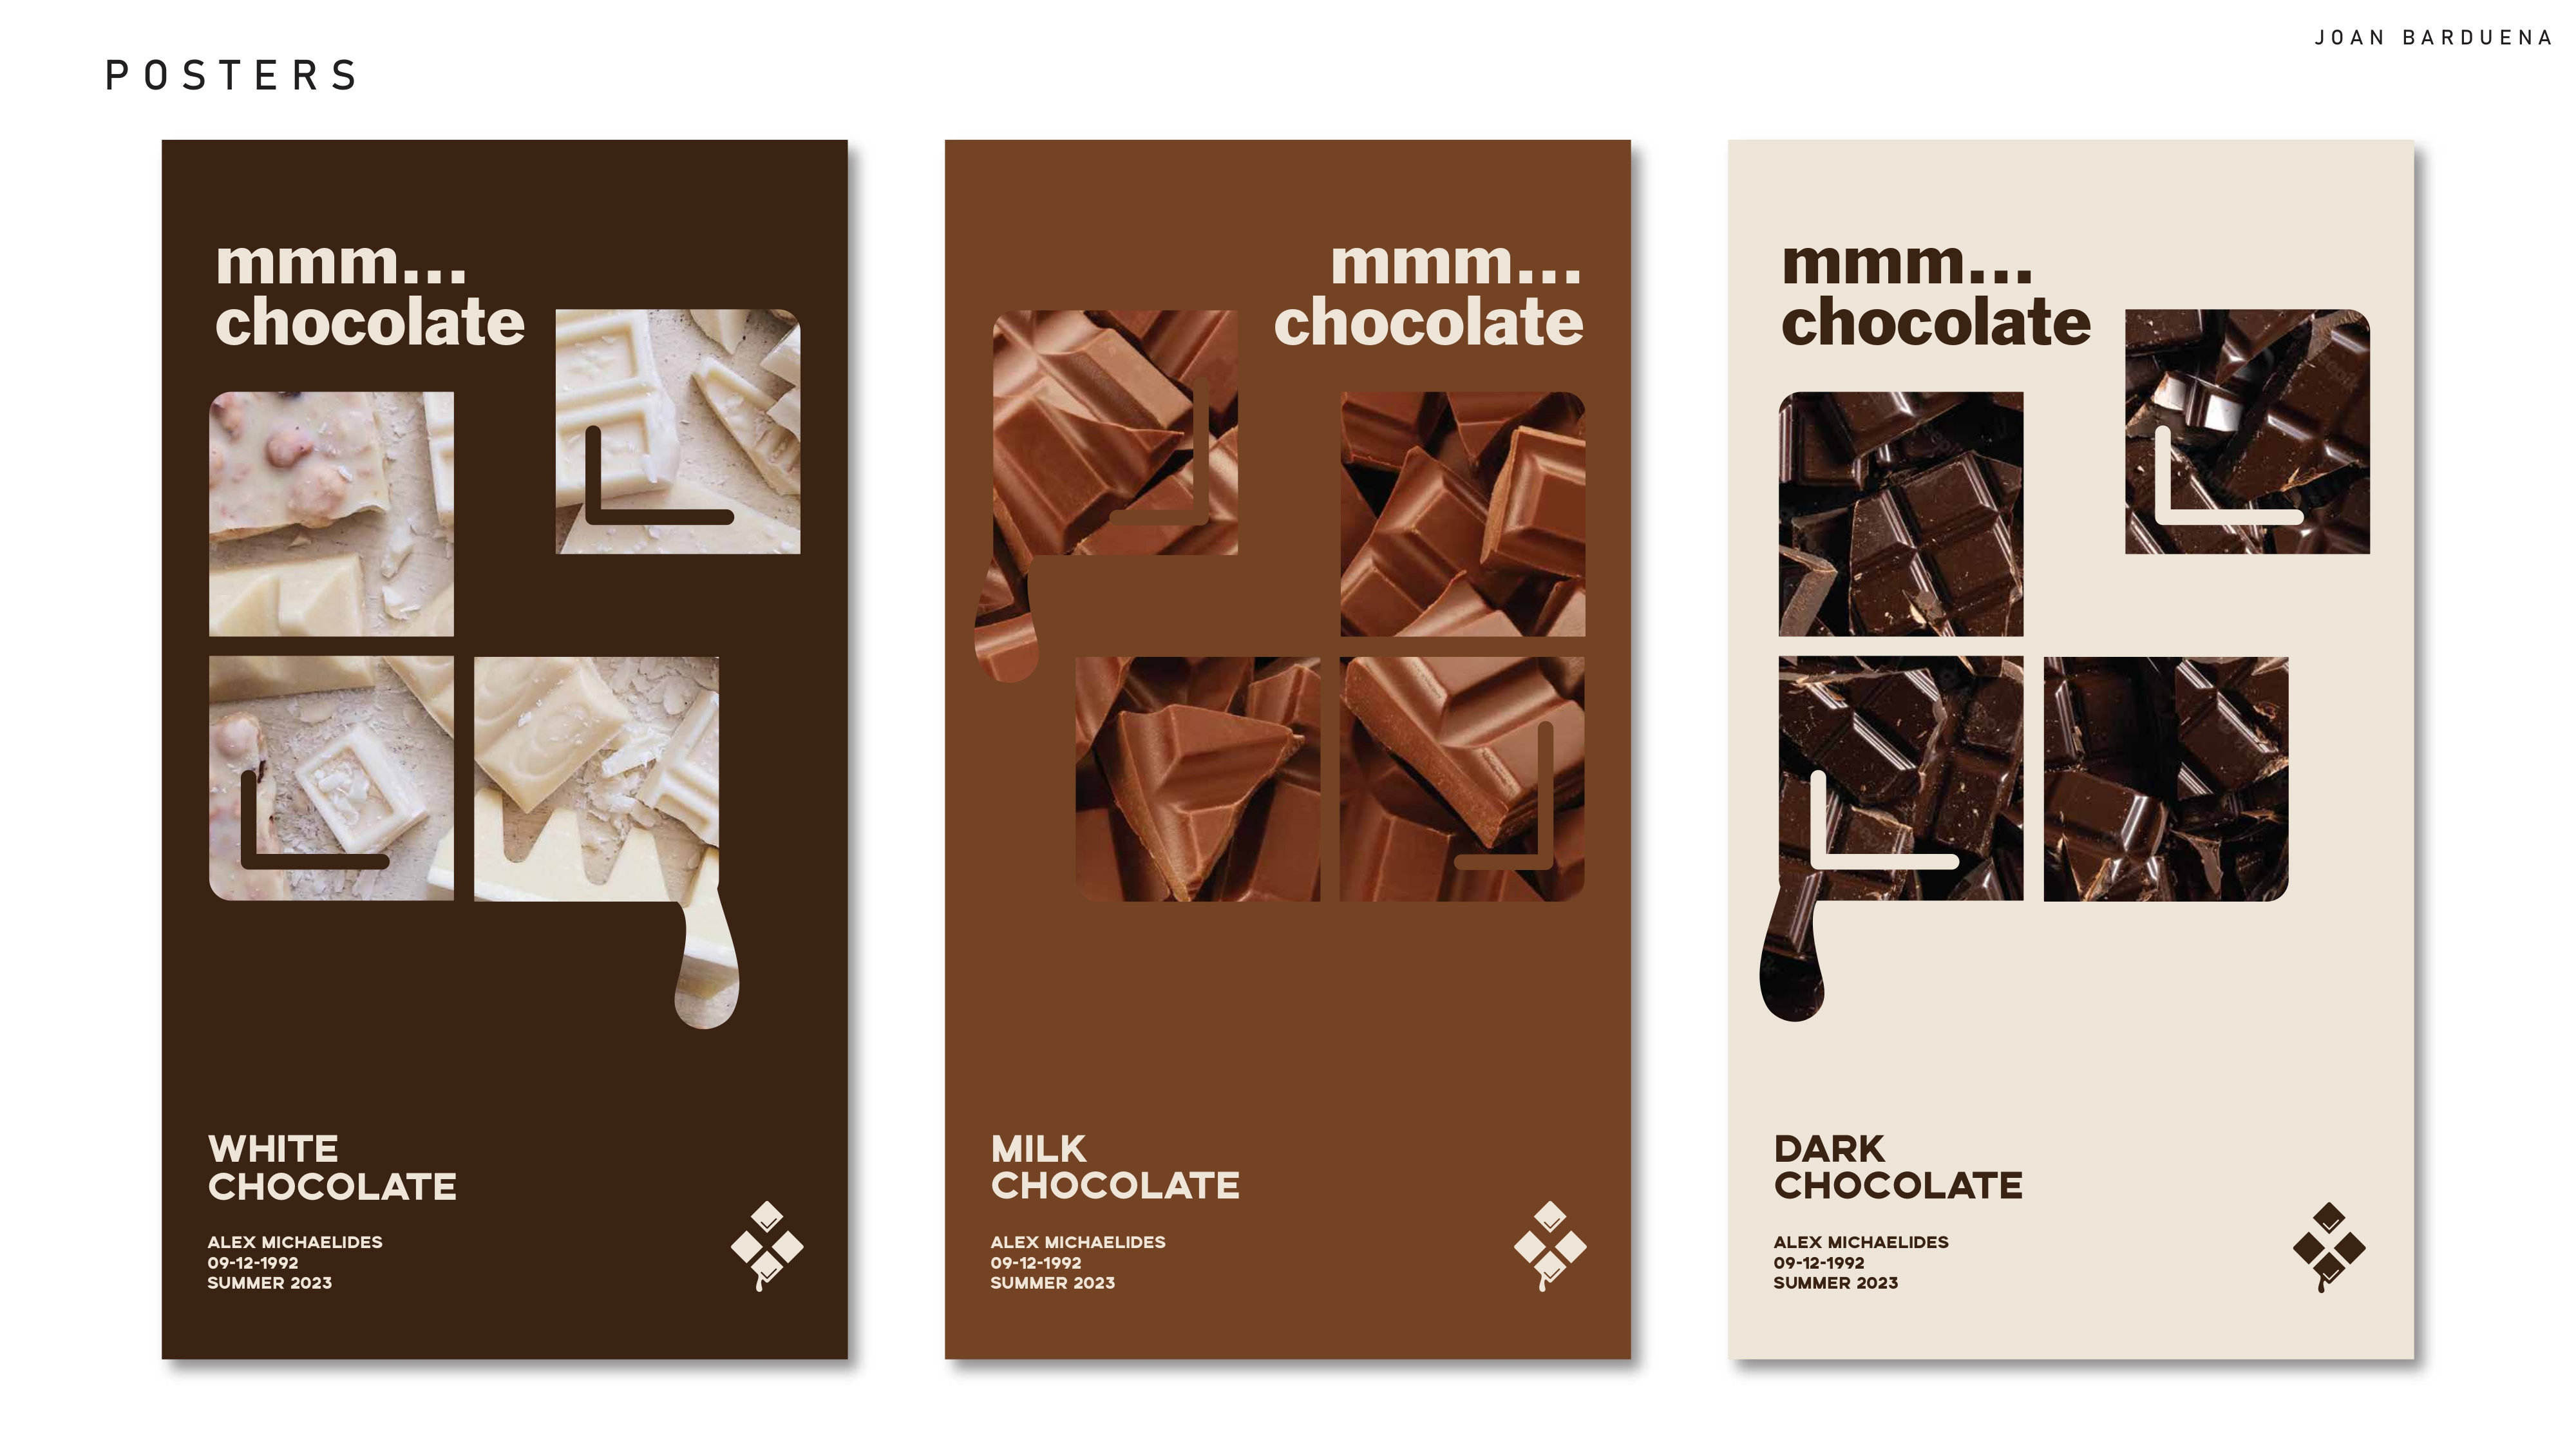 JOAN BARDUENA
POSTERS
mmm...
chocolate
WHITE
CHOCOLATE
ALEX MICHAELIDES
09-12-1992
SUMMER 2023
mmm...
chocolate
MILK
CHOCOLATE
ALEX MICHAELIDES
09-12-1992
SUMMER 2023
mmm...
chocolate
DARK
CHOCOLATE
ALEX MICHAELIDES
09-12-1992
SUMMER 2023